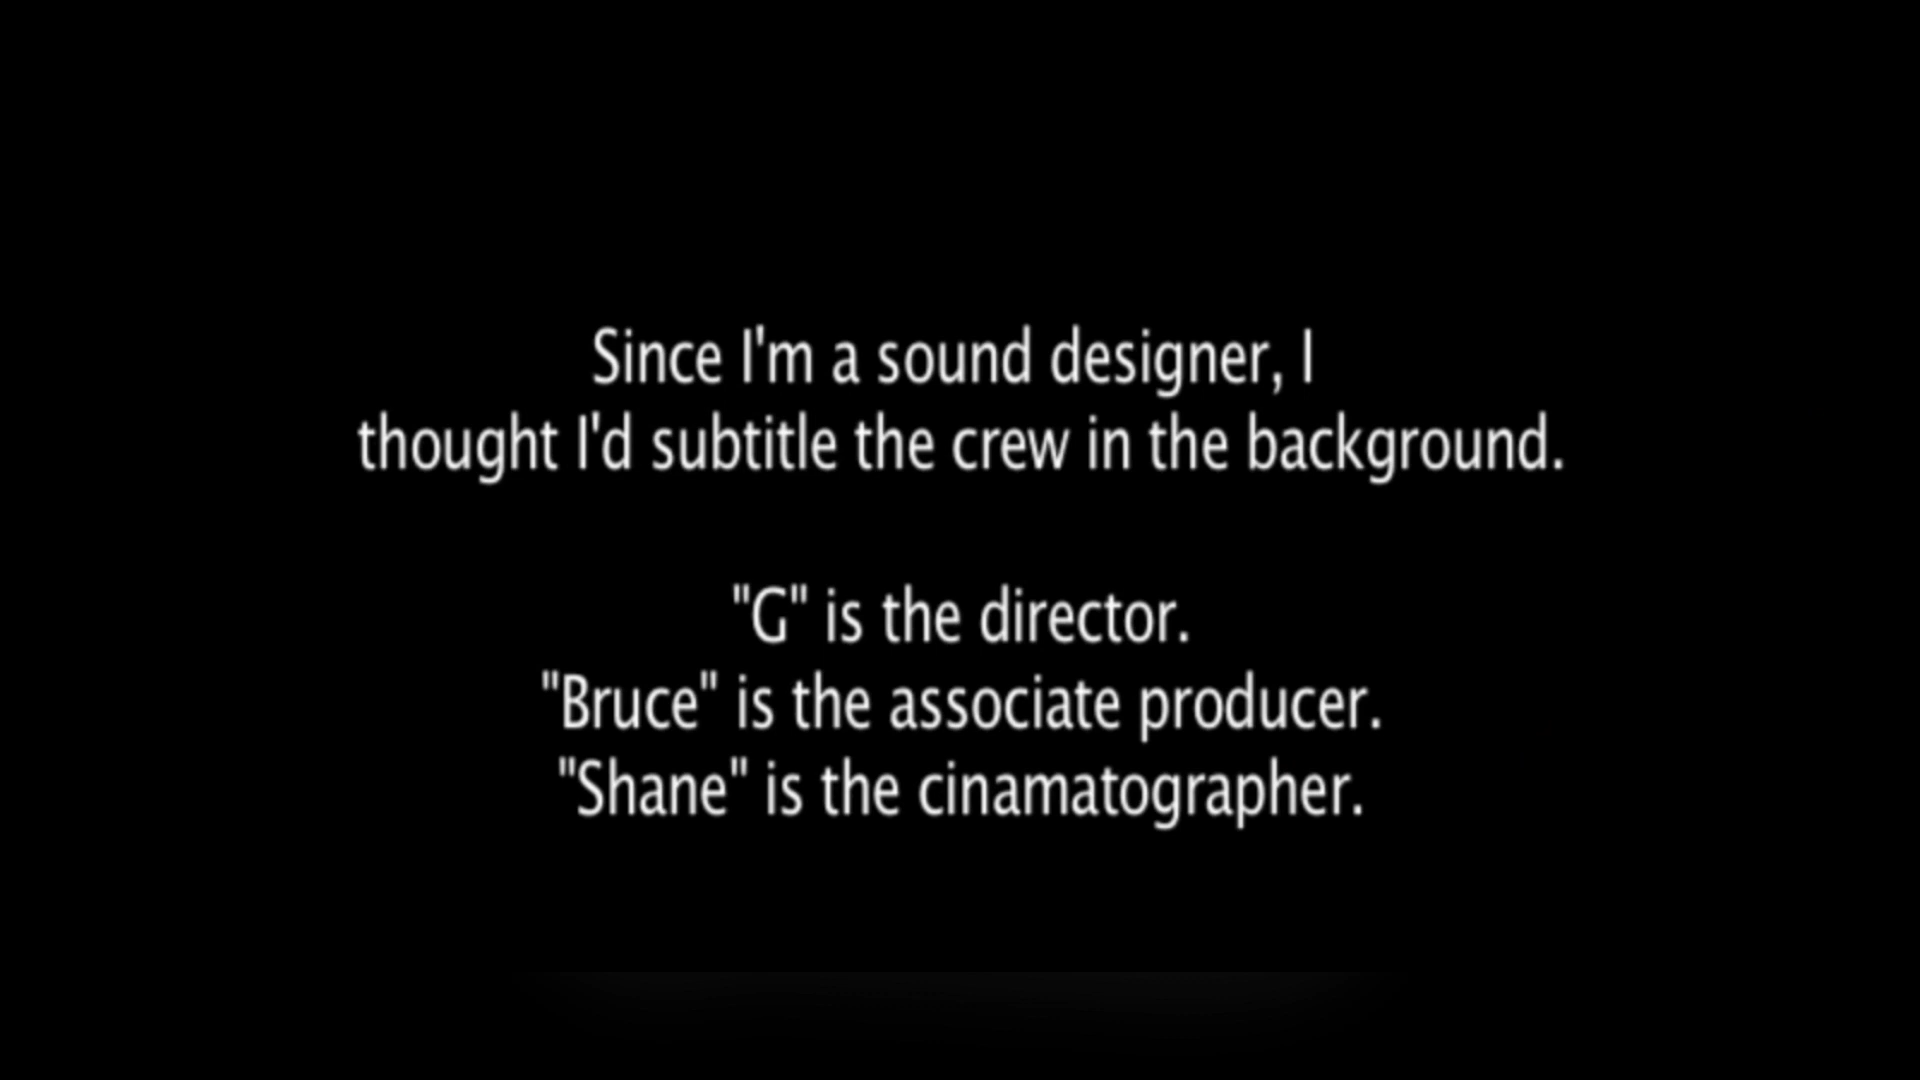 Since I'm a sound designer, I
thought I'd subtitle the crew in the background.
"G" is the director.
"Bruce" is the associate producer.
"Shane" is the cinamatographer.